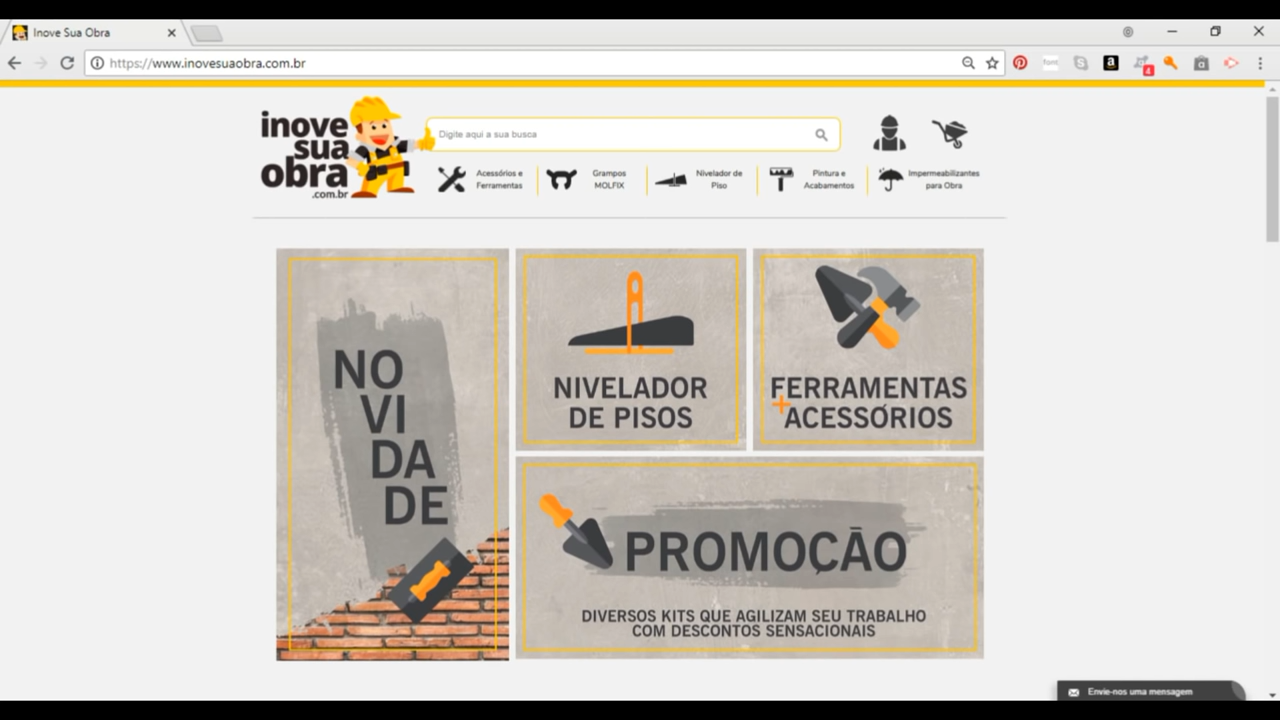 Inove Sua Obra
https://www.inovesuaobra.com.br
a
4
a
inove
sua
obra
.com.br
Digite aqui a sua busca
Acessórios e
Ferramentas
Grampos
MOLFIX
Nivelador de
Piso
Pintura e
Acabamentos
Impermeabilizantes
para Obra
NO
VI
DA
DE
NIVELADOR
DE PISOS
FERRAMENTAS
+ ACESSÓRIOS
PROMOÇÃO
DIVERSOS KITS QUE AGILIZAM SEU TRABALHO
COM DESCONTOS SENSACIONAIS
Envie-nos uma mensagem